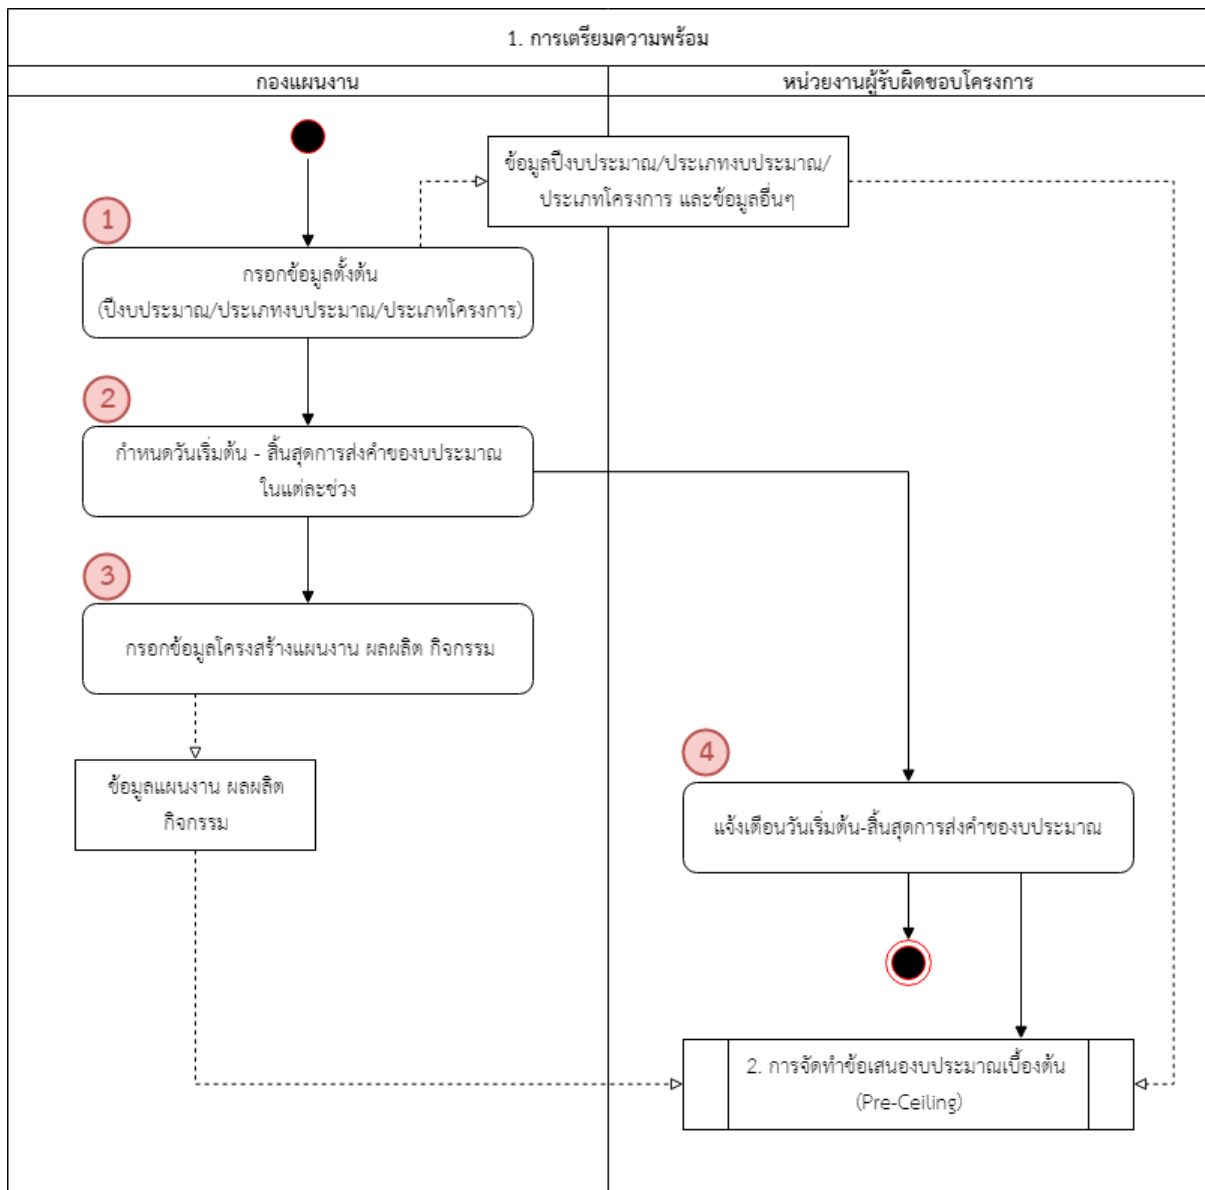 1. การเตรียมความพร้อม
กองแผนงาน
หน่วยงานผู้รับผิดชอบโครงการ
ข้อมูลปีงบประมาณ/ประเภทงบประมาณ/
ประเภทโครงการ และข้อมูลอื่นๆ
1
กรอกข้อมูลตั้งต้น
(ปีงบประมาณ/ประเภทงบประมาณ/ประเภทโครงการ)
2
กำหนดวันเริ่มต้น - สิ้นสุดการส่งคำของบประมาณ
ในแต่ละช่วง
3
กรอกข้อมูลโครงสร้างแผนงาน ผลผลิต กิจกรรม
ข้อมูลแผนงาน ผลผลิต
กิจกรรม
4
แจ้งเตือนวันเริ่มต้น-สิ้นสุดการส่งคำของบประมาณ
2. การจัดทำข้อเสนองบประมาณเบื้องต้น
(Pre-Ceiling)